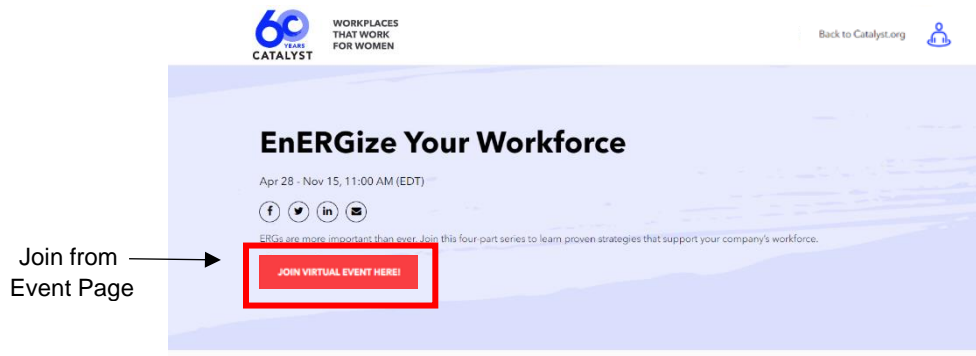 60
YEARS
CATALYST
WORKPLACES
THAT WORK
FOR WOMEN
Back to Catalyst.org
EnERGize Your Workforce
Apr 28 - Nov 15, 11:00 AM (EDT)
ERGs are more important than ever. Join this four-part series to learn proven strategies that support your company's workforce.
JOIN VIRTUAL EVENT HERE!
Join from
Event Page